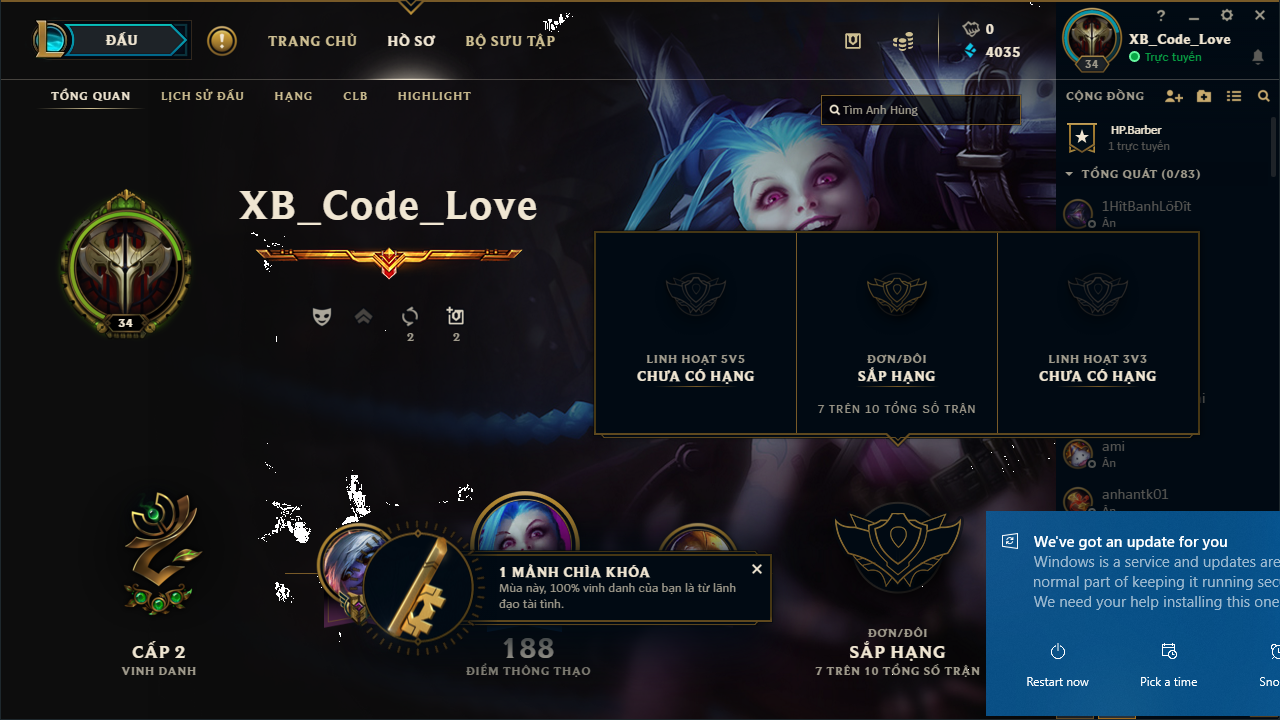 ĐẤU
TRANG CHỦ
HỒ SƠ
BỘ SƯU TẬP
0
4035
34
XB_Code_Love
Trực tuyến
TỔNG QUAN
LỊCH SỬ ĐẤU
HẠNG
CLB
HIGHLIGHT
Tìm Anh Hùng
CỘNG ĐỒNG
HP.Barber
1 trực tuyến
TỔNG QUÁT (0/83)
1HitBanhLôĐit
Ẩn
XB_Code_Love
34
2
2
LINH HOẠT 5V5
CHƯA CÓ HẠNG
ĐƠN/ĐÔI
SẮP HẠNG
7 TRÊN 10 TỔNG SỐ TRẬN
LINH HOẠT 3V3
CHƯA CÓ HẠNG
ami
Ẩn
anhantk01
We've got an update for you
Windows is a service and updates are
normal part of keeping it running sec
We need your help installing this one
Restart now
Pick a time
Sno
1 MẢNH CHÌA KHÓA
Mùa này, 100% vinh danh của bạn là từ lãnh
đạo tài tình.
CẤP 2
VINH DANH
188
ĐIỂM THÔNG THẠO
ĐƠN/ĐÔI
SẮP HẠNG
7 TRÊN 10 TỔNG SỐ TRẬN